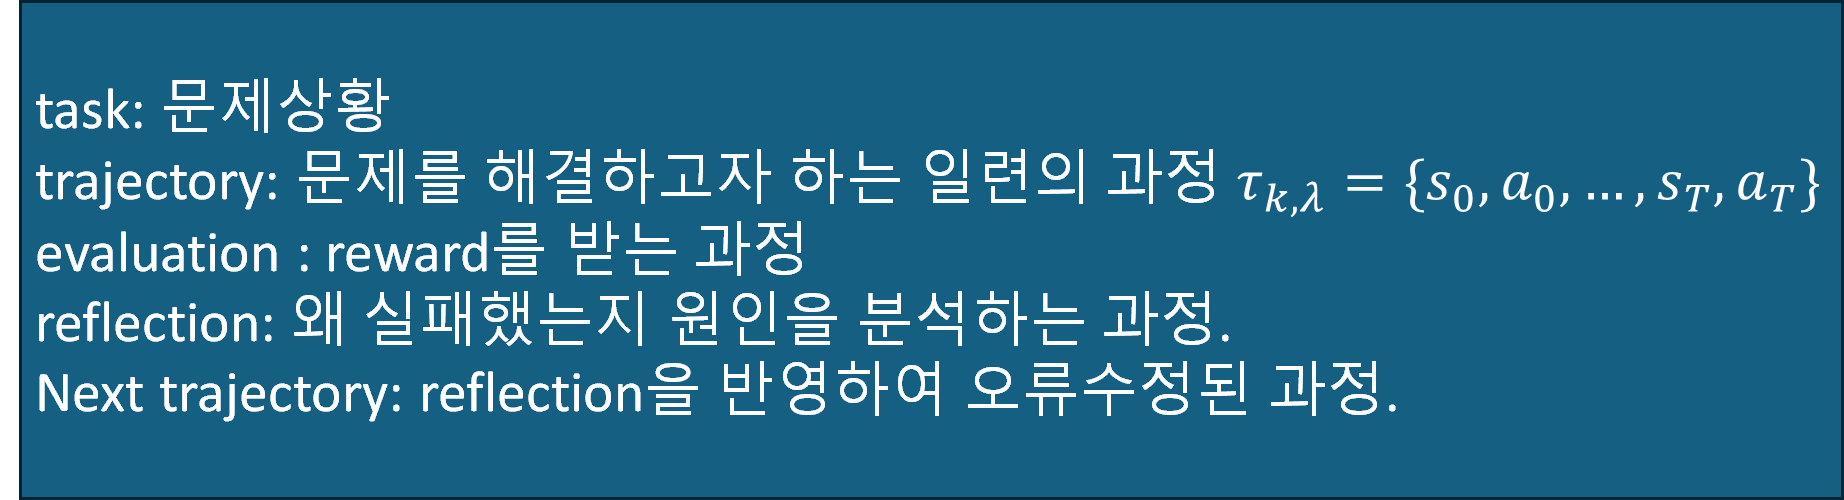 task: 문제상황
trajectory: 문제를 해결하고자 하는 일련의 과정 τ_{k,λ} = {s_0, a_0, … , s_T, a_T}
evaluation : reward를 받는 과정
reflection: 왜 실패했는지 원인을 분석하는 과정.
Next trajectory: reflection을 반영하여 오류수정된 과정.